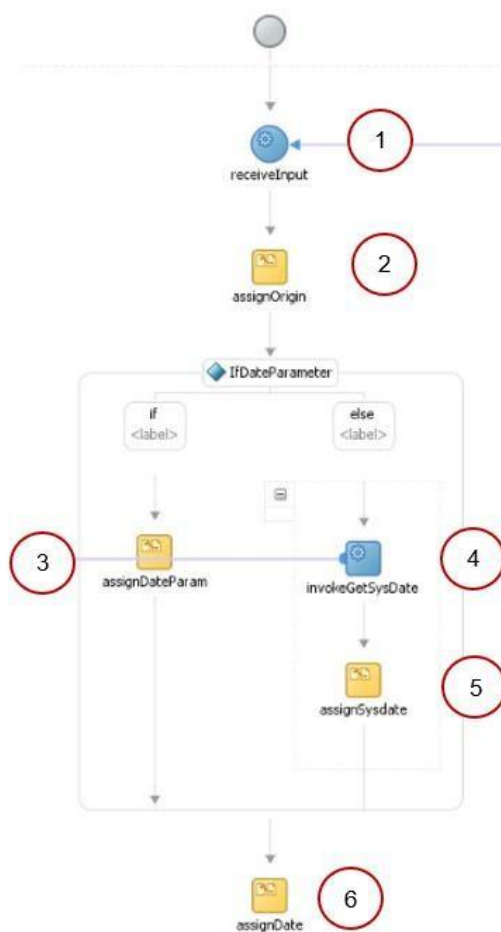 1
receiveInput
2
assignOrigin
IfDateParameter
if
<label>
else
<label>
3
assignDateParam
4
invokeGetSysDate
5
assignSysdate
6
assignDate